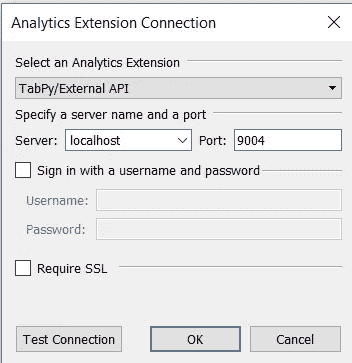 Analytics Extension Connection
Select an Analytics Extension
TabPy/External API
Specify a server name and a port
Server: localhost Port: 9004
Sign in with a username and password
Username:
Password:
Require SSL
Test Connection OK Cancel